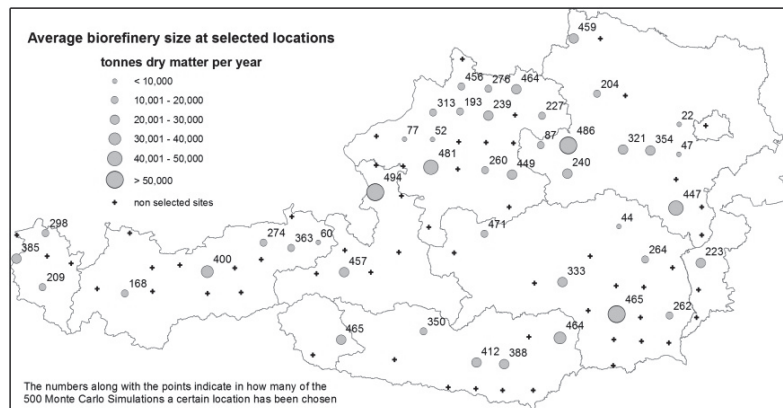 Average biorefinery size at selected locations
tonnes dry matter per year
< 10,000
10,001 - 20,000
20,001 - 30,000
30,001 - 40,000
40,001 - 50,000
> 50,000
non selected sites
459
456 276 464
204
313 193 239 227
22
77 52 87 486
321 354 47
481
240
260 449
494
447
298
471
44
274 60
363
385
264 223
400
457
209
168
333
465 262
465
350
464
412 388
The numbers along with the points indicate in how many of the
500 Monte Carlo Simulations a certain location has been chosen